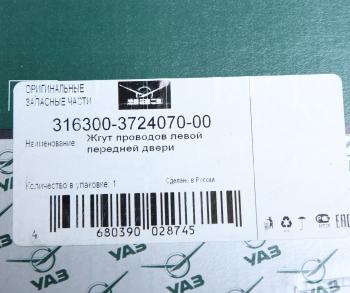 ОРИГИНАЛЬНЫЕ
ЗАПАСНЫЕ ЧАСТИ
316300-3724070-00
Наименование: Жгут проводов левой
передней двери
Количество в упаковке: 1
Сделано в России
4 680390 028745
УАЗ
УАЗ
УАЗ